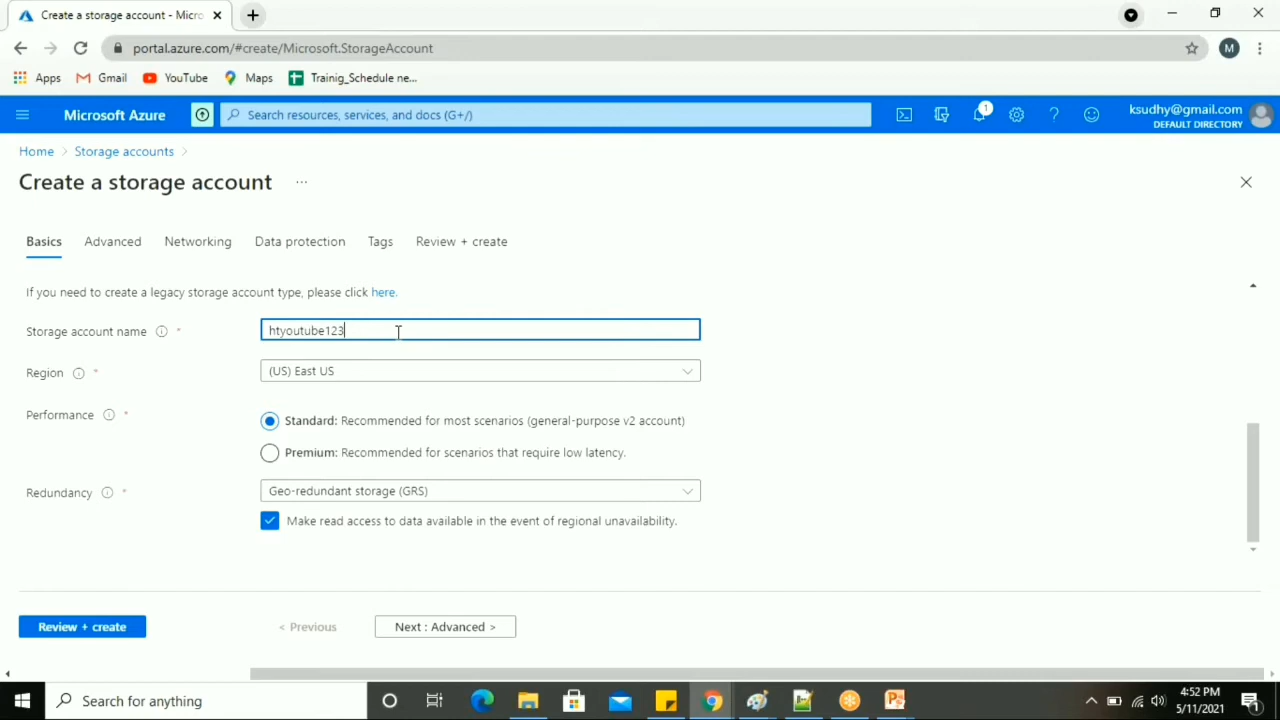 Create a storage account - Micro
portal.azure.com/#create/Microsoft.StorageAccount
M
Apps
Gmail
YouTube
Maps
Trainig_Schedule ne...
Microsoft Azure
Search resources, services, and docs (G+/)
1
ksudhy@gmail.com
DEFAULT DIRECTORY
Home > Storage accounts >
Create a storage account ...
Basics
Advanced
Networking
Data protection
Tags
Review + create
If you need to create a legacy storage account type, please click here.
Storage account name *
htyoutube123
Region *
(US) East US
Performance *
Standard: Recommended for most scenarios (general-purpose v2 account)
Premium: Recommended for scenarios that require low latency.
Redundancy *
Geo-redundant storage (GRS)
Make read access to data available in the event of regional unavailability.
Review + create
< Previous
Next : Advanced >
Search for anything
4:52 PM
5/11/2021
1